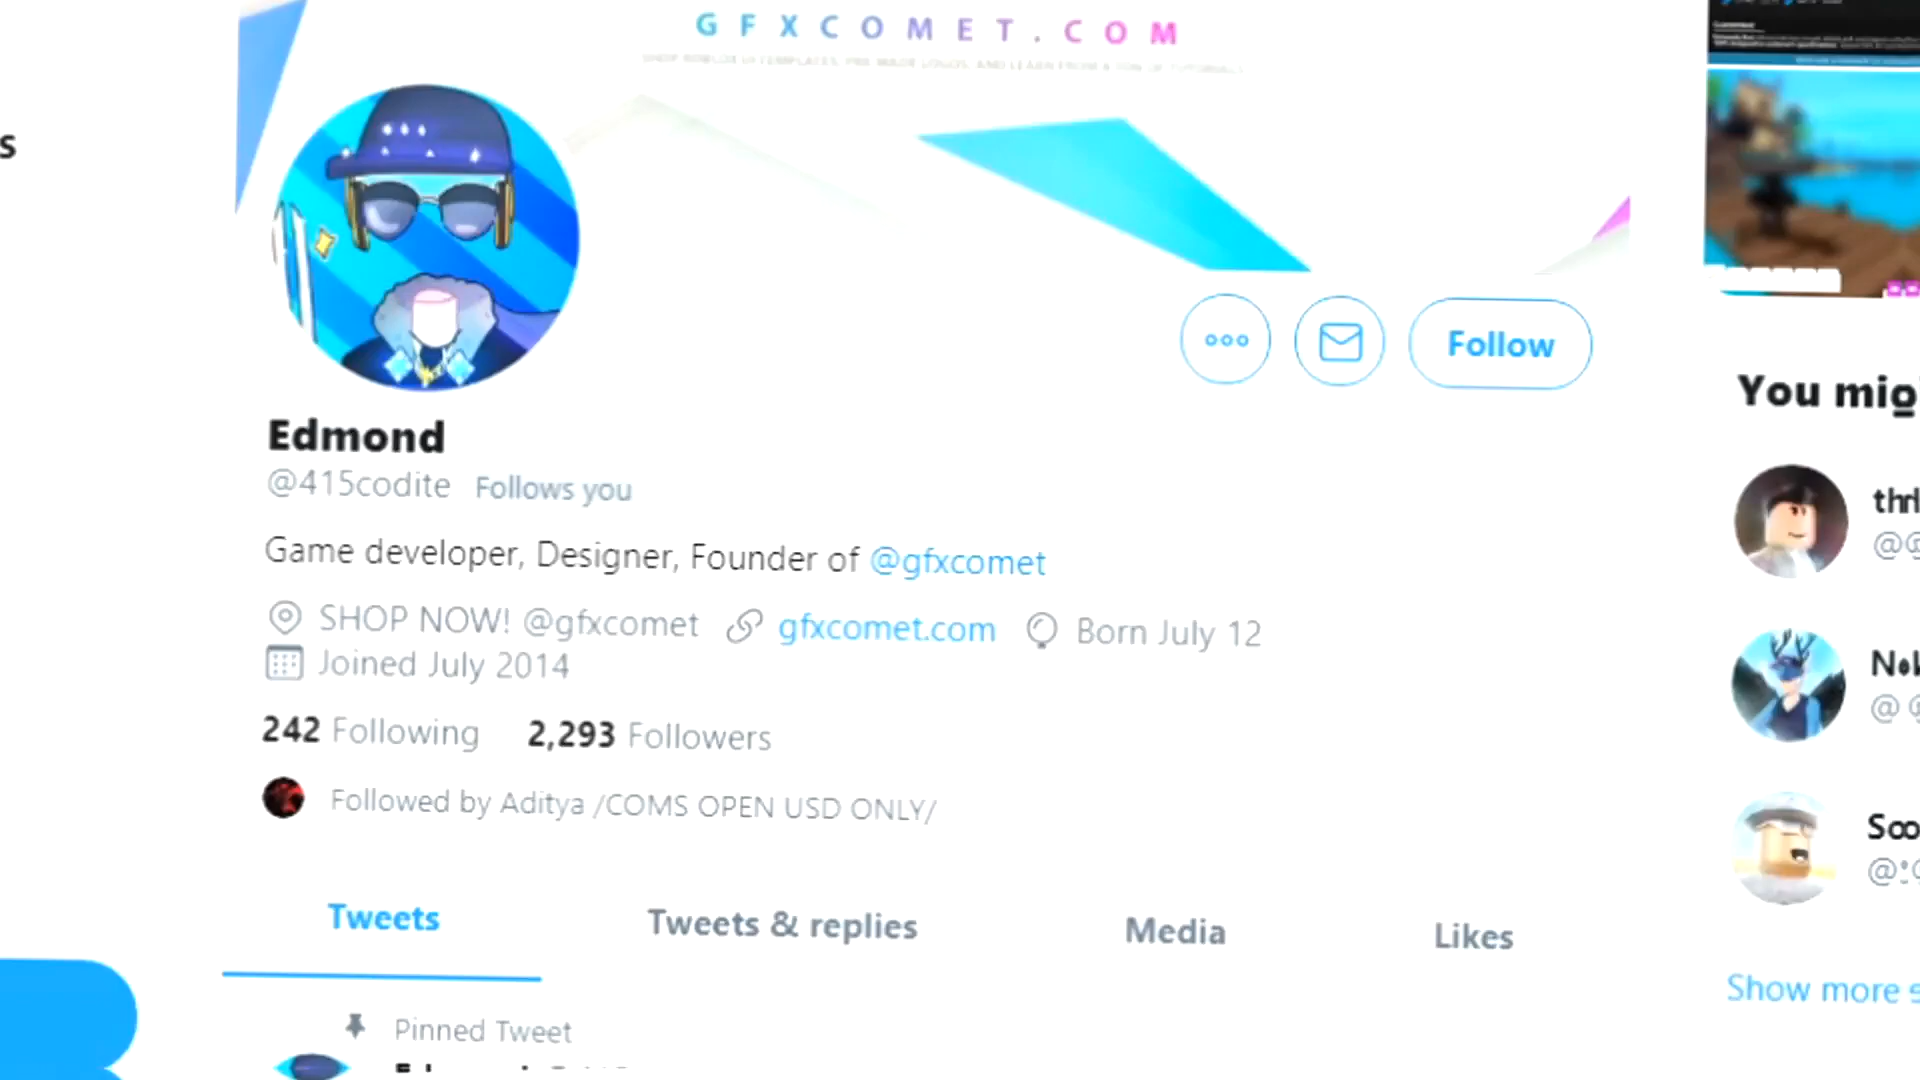 GFXCOMET.COM
s
Edmond
@415codite Follows you
Game developer, Designer, Founder of @gfxcomet
SHOP NOW! @gfxcomet gfxcomet.com Born July 12
Joined July 2014
242 Following 2,293 Followers
Followed by Aditya /COMS OPEN USD ONLY/
Tweets Tweets & replies Media Likes
Pinned Tweet
You mig
Show more s